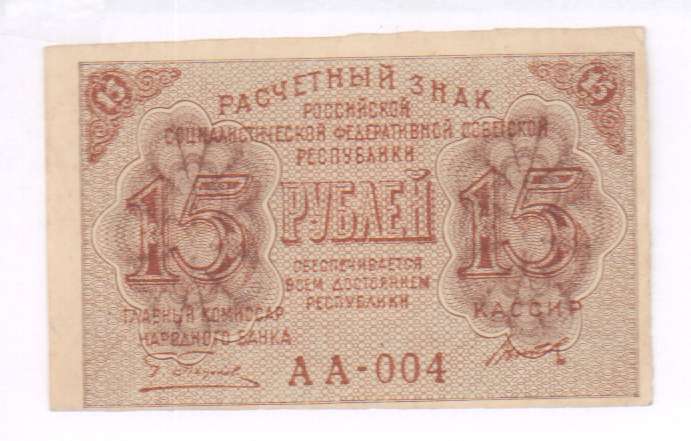 15 15
РАСЧЕТНЫЙ ЗНАК
РОССИЙСКОЙ
СОЦИАЛИСТИЧЕСКОЙ ФЕДЕРАТИВНОЙ СОВЕТСКОЙ
РЕСПУБЛИКИ
15 РУБЛЕЙ 15
ОБЕСПЕЧИВАЕТСЯ
ВСЕМ ДОСТОЯНИЕМ
РЕСПУБЛИКИ
ГЛАВНЫЙ КОМИССАР
НАРОДНОГО БАНКА
КАССИР
АА-004